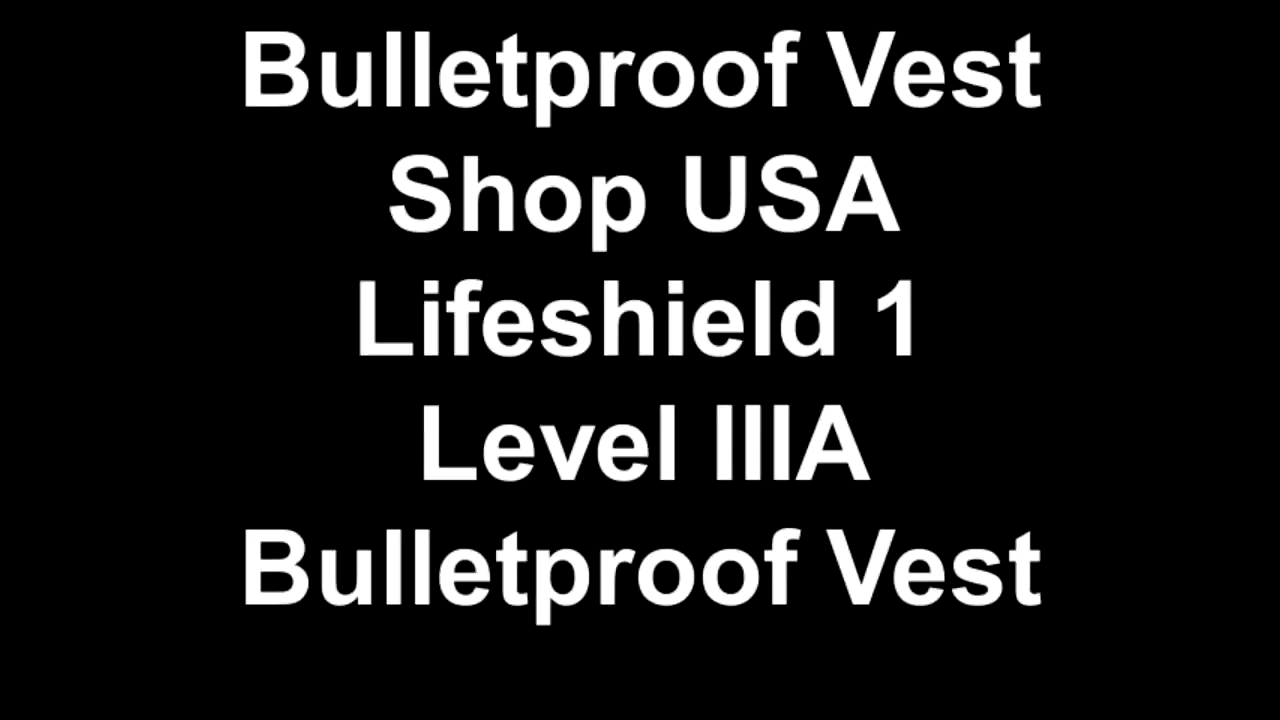 Bulletproof Vest
Shop USA
Lifeshield 1
Level IIIA
Bulletproof Vest